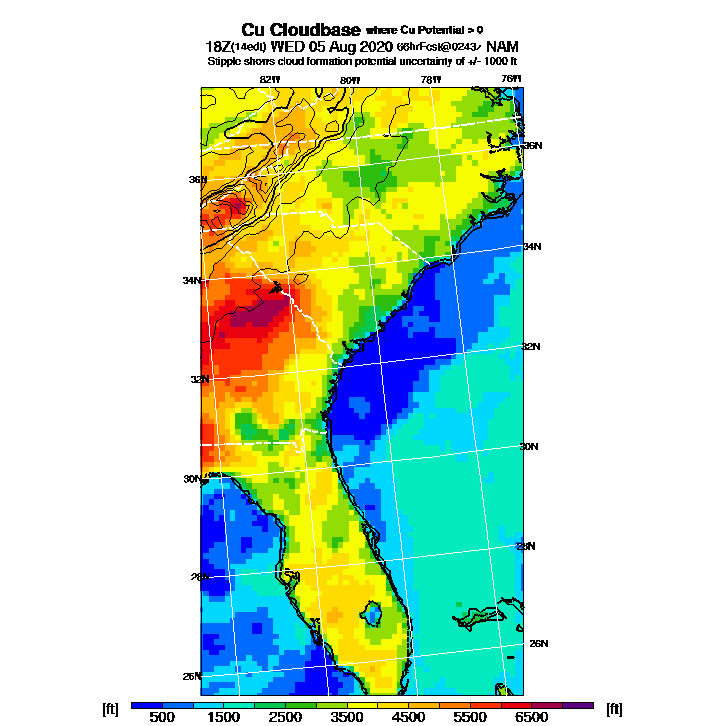 Cu Cloudbase where Cu Potential > 0
18Z(14edt) WED 05 Aug 2020 66hrFcst@0243z NAM
Stipple shows cloud formation potential uncertainty of +/- 1000 ft
82W 80W 78W 76W
36N
36N
34N
34N
32N
32N
30N
30N
28N
28N
26N
26N
[ft] 500 1500 2500 3500 4500 5500 6500 [ft]